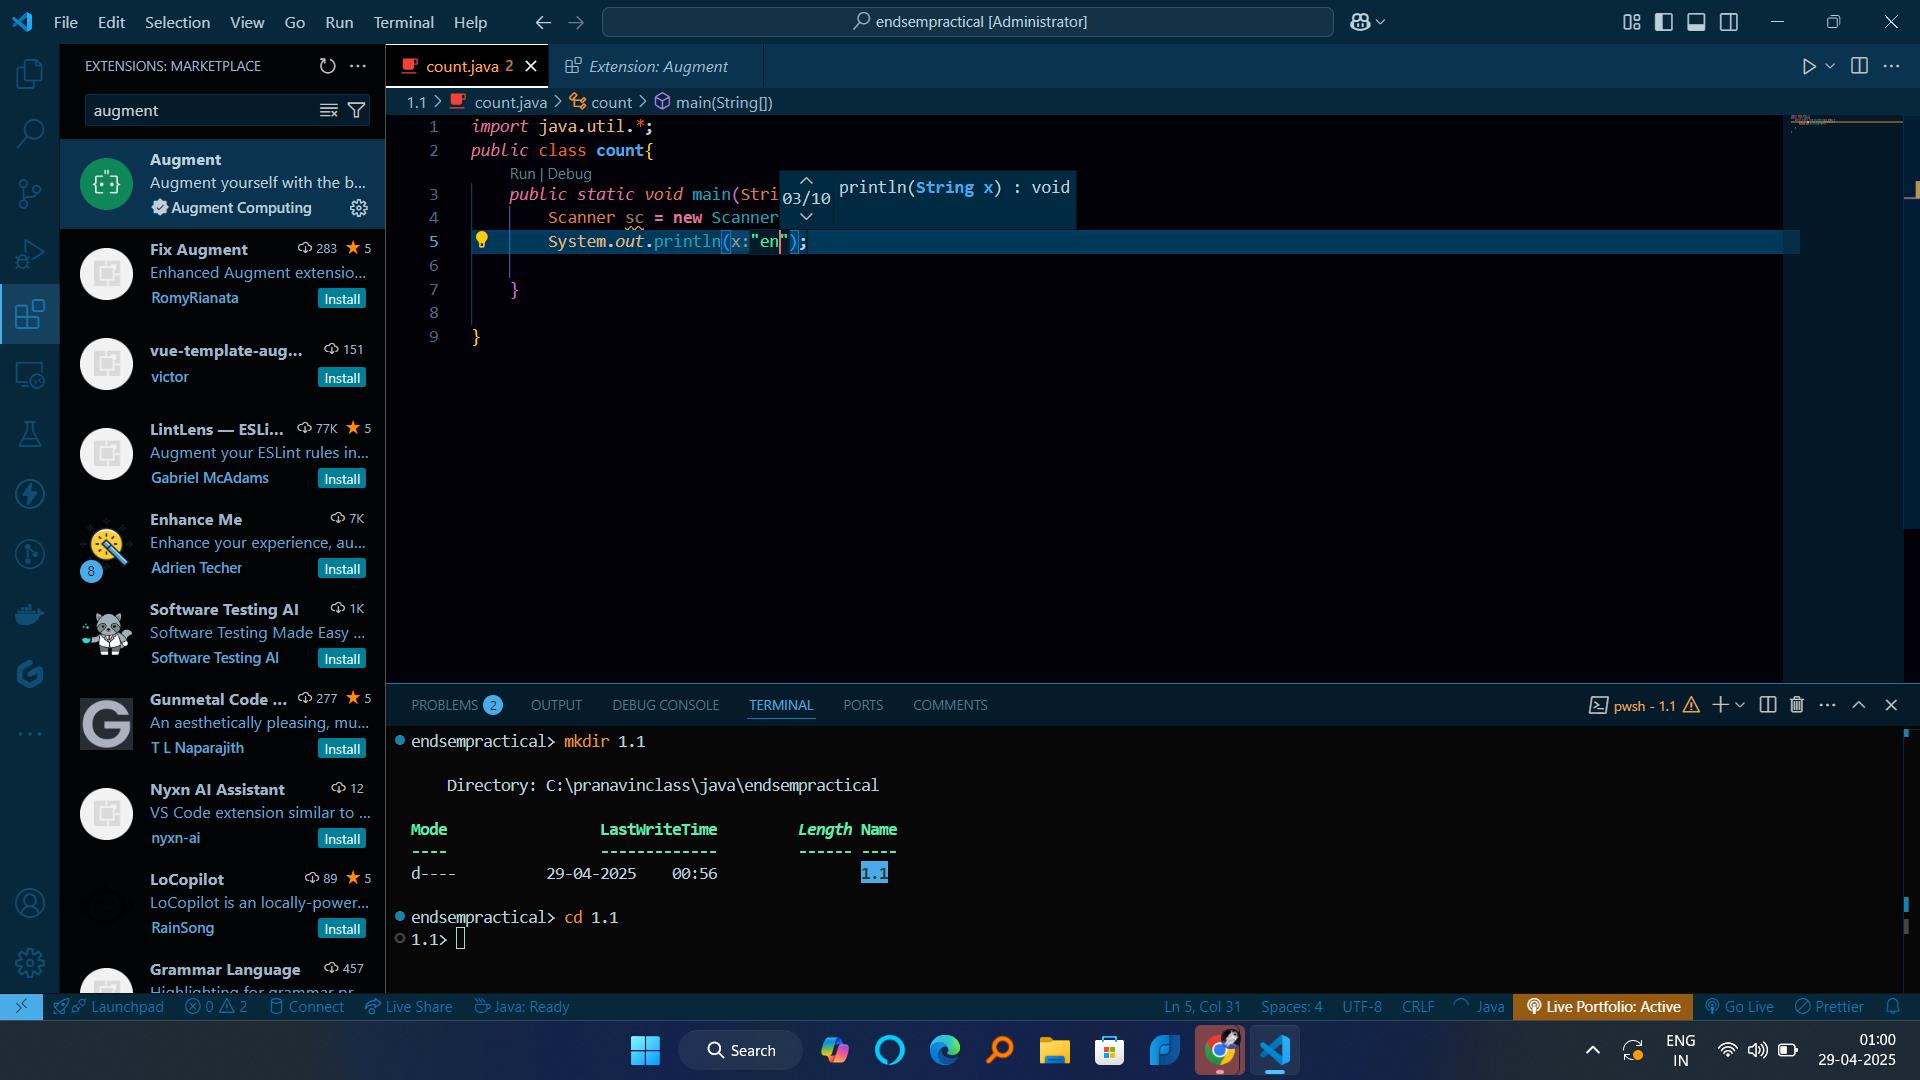 File Edit Selection View Go Run Terminal Help
endsempractical [Administrator]
EXTENSIONS: MARKETPLACE
augment
Augment
Augment yourself with the b...
Augment Computing
Fix Augment 283 5
Enhanced Augment extensio...
RomyRianata Install
vue-template-aug... 151
victor Install
LintLens — ESLi... 77K 5
Augment your ESLint rules in...
Gabriel McAdams Install
Enhance Me 7K
Enhance your experience, au...
Adrien Techer Install
8
Software Testing AI 1K
Software Testing Made Easy ...
Software Testing AI Install
Gunmetal Code ... 277 5
An aesthetically pleasing, mu...
T L Naparajith Install
Nyxn AI Assistant 12
VS Code extension similar to ...
nyxn-ai Install
LoCopilot 89 5
LoCopilot is an locally-power...
RainSong Install
Grammar Language 457
count.java 2 Extension: Augment
1.1 > count.java > count > main(String[])
1 import java.util.*;
2 public class count{
Run | Debug
3 public static void main(Stri
4 Scanner sc = new Scanner
5 System.out.println(x:"en");
6
7 }
8
9 }
03/10 println(String x) : void
PROBLEMS 2 OUTPUT DEBUG CONSOLE TERMINAL PORTS COMMENTS
pwsh - 1.1
endsempractical> mkdir 1.1
Directory: C:\pranavinclass\java\endsempractical
Mode LastWriteTime Length Name
---- ------------- ------ ----
d---- 29-04-2025 00:56 1.1
endsempractical> cd 1.1
1.1>
Launchpad 0 2 Connect Live Share Java: Ready
Ln 5, Col 31 Spaces: 4 UTF-8 CRLF Java Live Portfolio: Active Go Live Prettier
Search
ENG
IN
01:00
29-04-2025